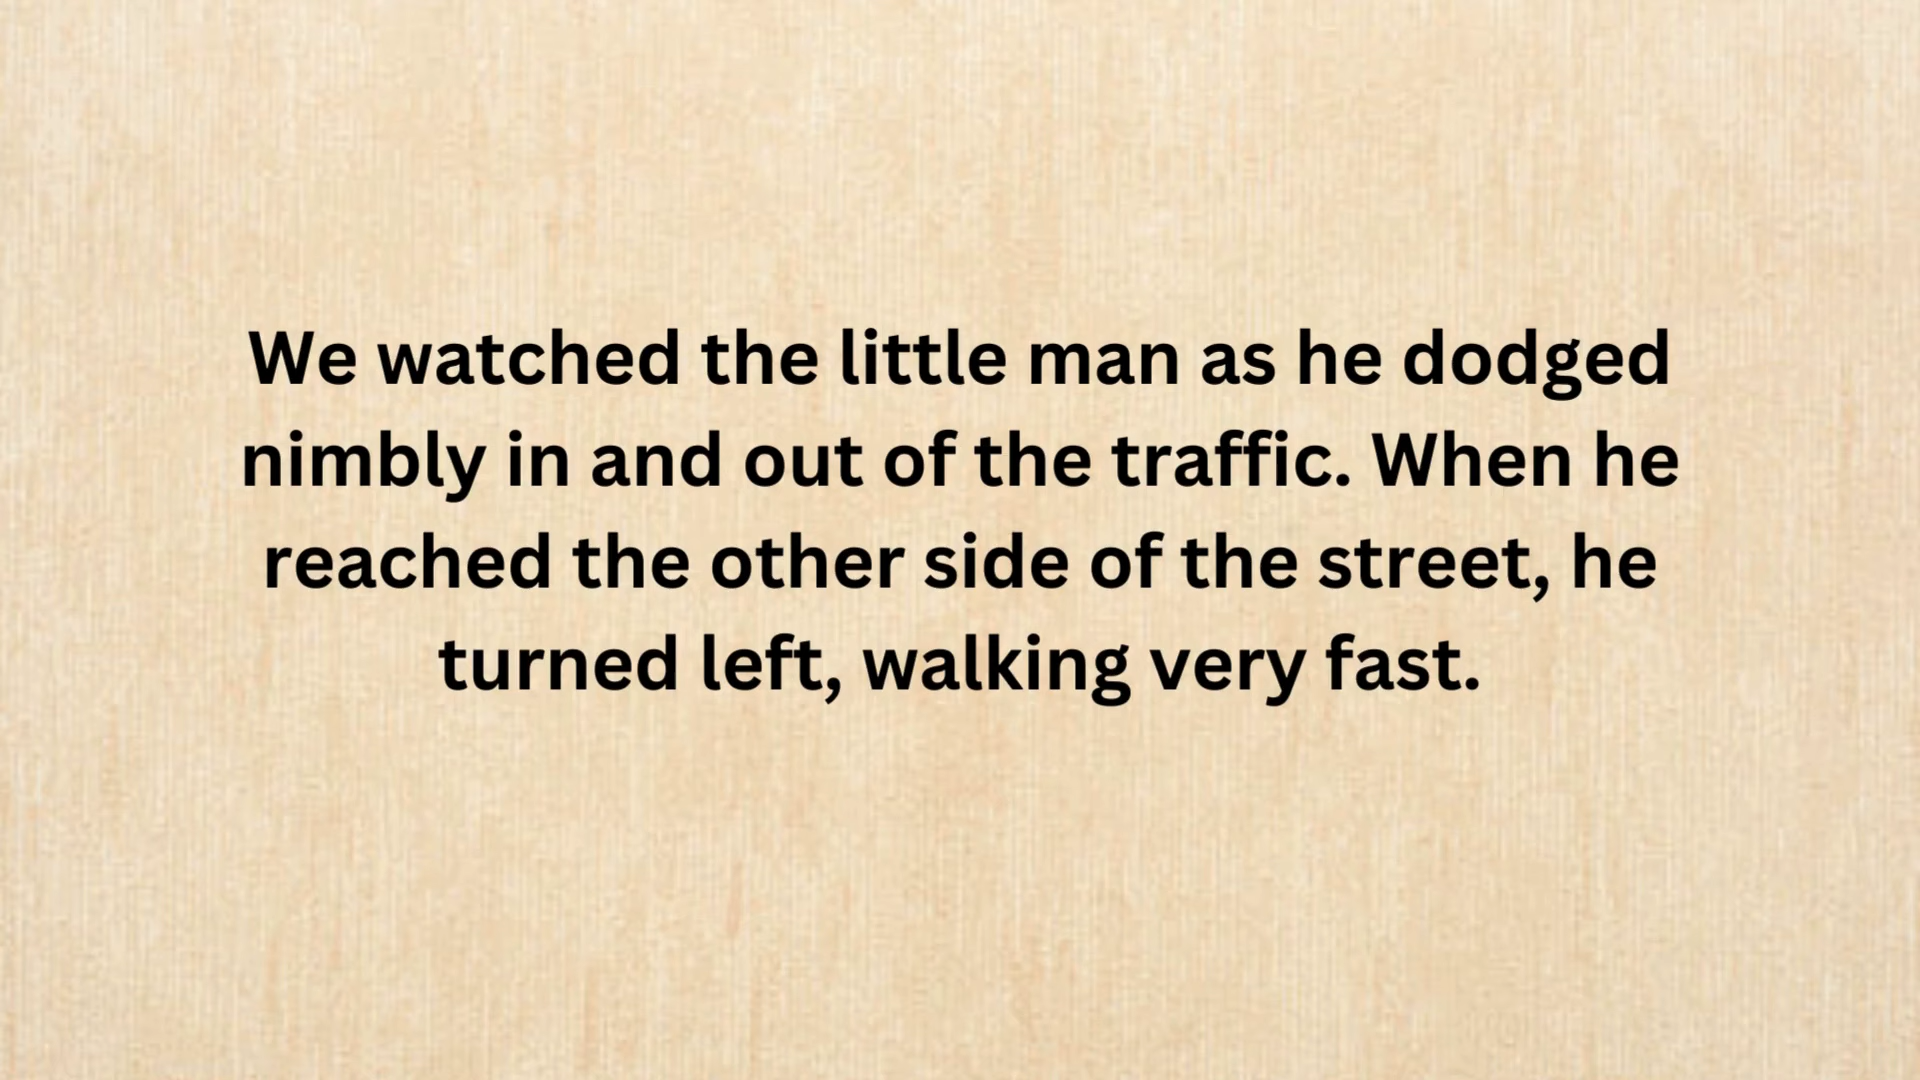 We watched the little man as he dodged
nimbly in and out of the traffic. When he
reached the other side of the street, he
turned left, walking very fast.